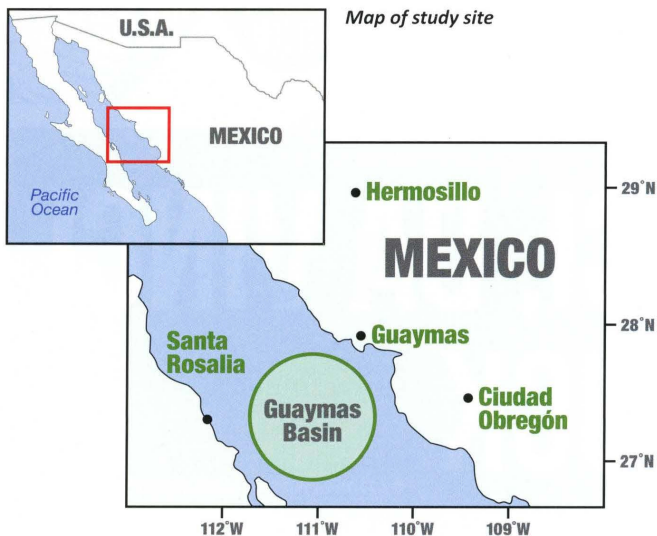 Map of study site
U.S.A.
MEXICO
Pacific
Ocean
Hermosillo
MEXICO
Guaymas
Santa
Rosalia
Ciudad
Obregón
Guaymas
Basin
29°N
28°N
27°N
112°W
111°W
110°W
109°W